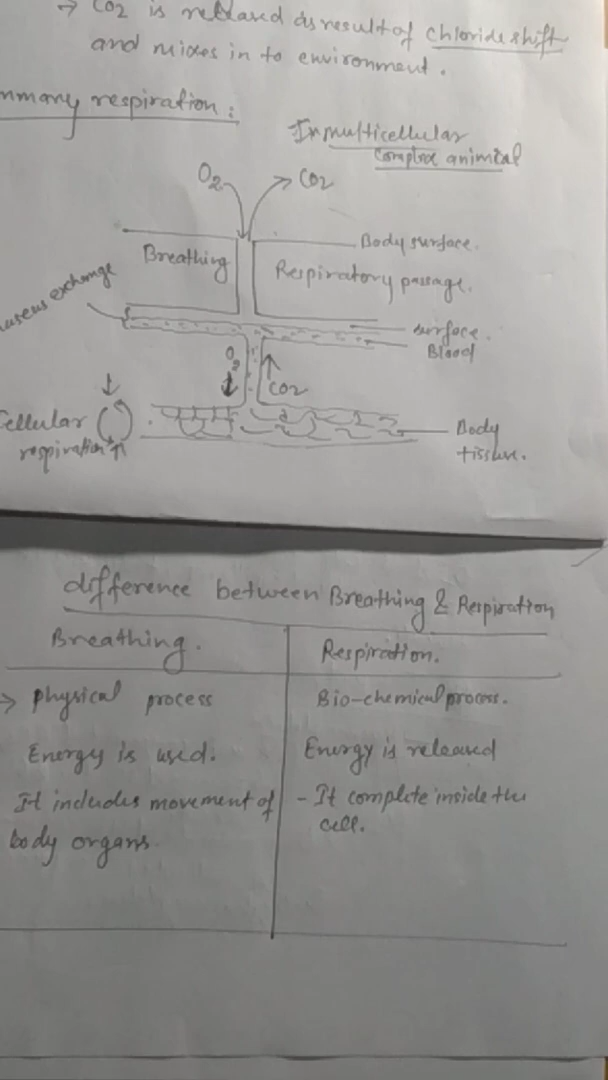 → CO2 is released as result of chloride shift
and mixes in to environment.
mmary respiration:
In multicellular
complex animal
O2 CO2
Breathing
Body surface.
Respiratory passage.
aseus exchange
surface.
Blood
O2
CO2
Cellular
respiration
Body
tissue.
difference between Breathing & Respiration
Breathing.
Respiration.
→ Physical process
Bio-chemical process.
Energy is used.
Energy is released
It includes movement of
body organs.
- It complete inside the
cell.